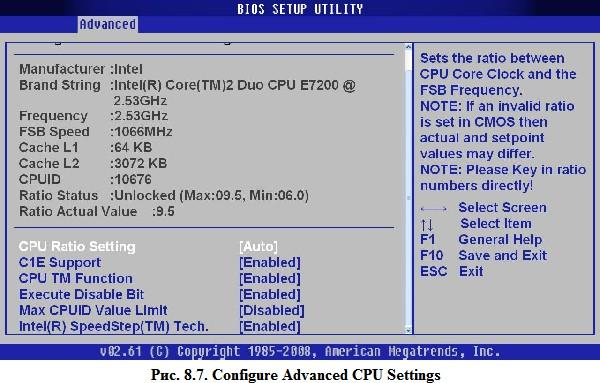 BIOS SETUP UTILITY
Advanced
Manufacturer :Intel
Brand String :Intel(R) Core(TM)2 Duo CPU E7200 @
2.53GHz
Frequency :2.53GHz
FSB Speed :1066MHz
Cache L1 :64 KB
Cache L2 :3072 KB
CPUID :10676
Ratio Status :Unlocked (Max:09.5, Min:06.0)
Ratio Actual Value :9.5
CPU Ratio Setting [Auto]
C1E Support [Enabled]
CPU TM Function [Enabled]
Execute Disable Bit [Enabled]
Max CPUID Value Limit [Disabled]
Intel(R) SpeedStep(TM) Tech. [Enabled]
Sets the ratio between
CPU Core Clock and the
FSB Frequency.
NOTE: If an invalid ratio
is set in CMOS then
actual and setpoint
values may differ.
NOTE: Please Key in ratio
numbers directly!
←→ Select Screen
↑↓ Select Item
F1 General Help
F10 Save and Exit
ESC Exit
v02.61 (C) Copyright 1985-2008, American Megatrends, Inc.
Рис. 8.7. Configure Advanced CPU Settings